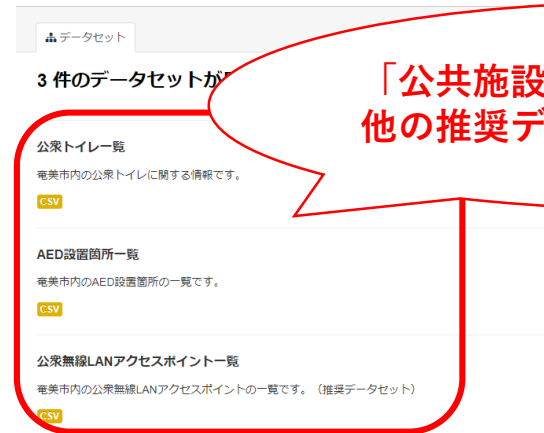 データセット
3 件のデータセットが
「公共施設
他の推奨デ
公衆トイレ一覧
奄美市内の公衆トイレに関する情報です。
CSV
AED設置箇所一覧
奄美市内のAED設置箇所の一覧です。
CSV
公衆無線LANアクセスポイント一覧
奄美市内の公衆無線LANアクセスポイントの一覧です。（推奨データセット）
CSV